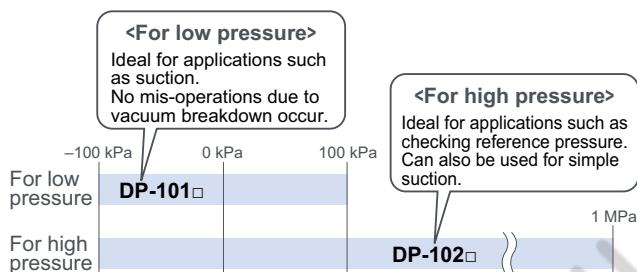 <For low pressure>
Ideal for applications such
as suction.
No mis-operations due to
vacuum breakdown occur.
<For high pressure>
Ideal for applications such as
checking reference pressure.
Can also be used for simple
suction.
–100 kPa 0 kPa 100 kPa
For low
pressure
DP-101□
1 MPa
For high
pressure
DP-102□